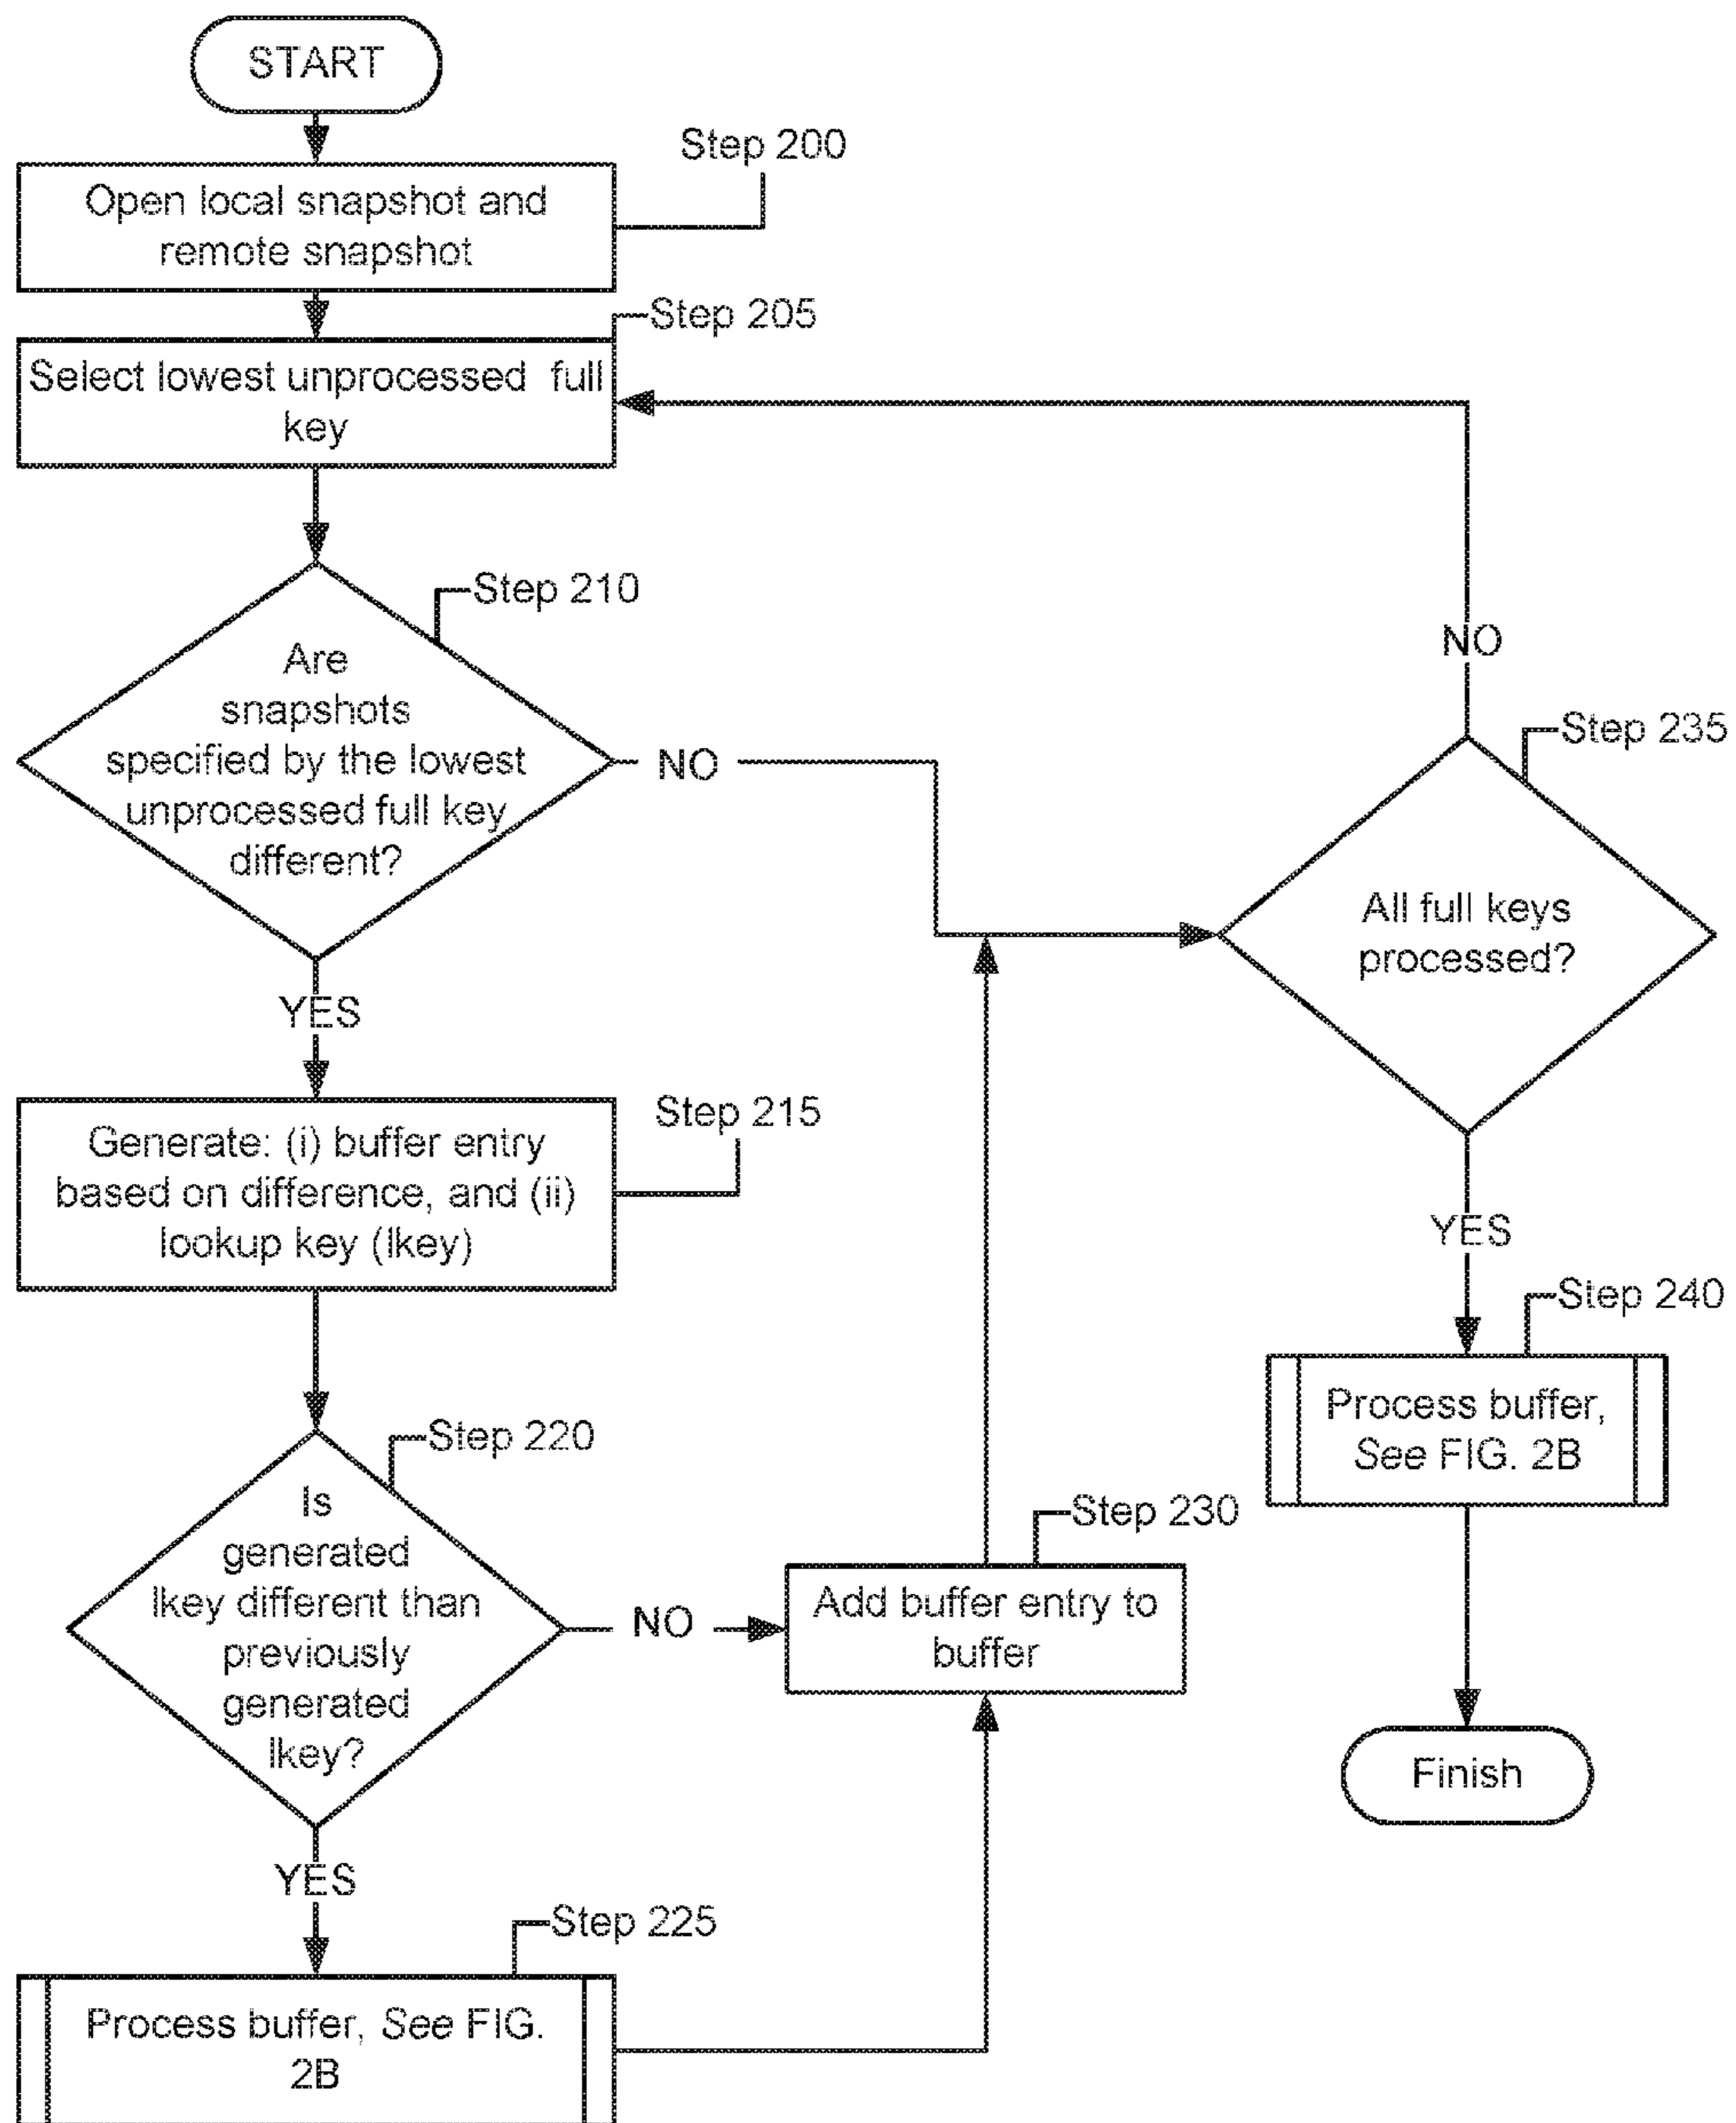 START
Step 200
Open local snapshot and
remote snapshot
Step 205
Select lowest unprocessed full
key
Step 210
Are
snapshots
specified by the lowest
unprocessed full key
different?
NO
YES
Step 215
Generate: (i) buffer entry
based on difference, and (ii)
lookup key (lkey)
Step 220
Is
generated
lkey different than
previously
generated
lkey?
NO
YES
Step 225
Process buffer, See FIG.
2B
Step 230
Add buffer entry to
buffer
NO
Step 235
All full keys
processed?
YES
Step 240
Process buffer,
See FIG. 2B
Finish